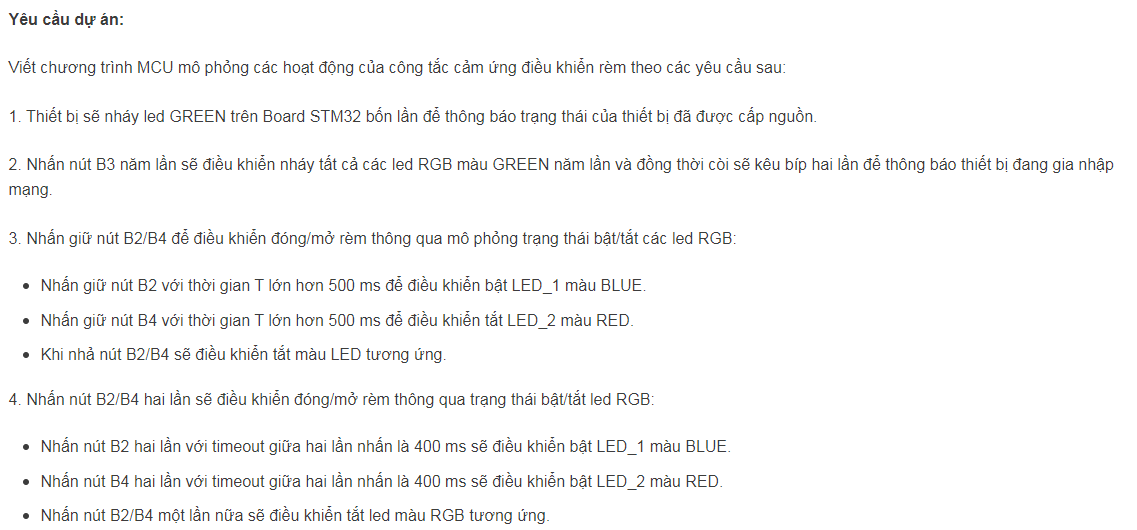 Yêu cầu dự án:
Viết chương trình MCU mô phỏng các hoạt động của công tắc cảm ứng điều khiển rèm theo các yêu cầu sau:
1. Thiết bị sẽ nháy led GREEN trên Board STM32 bốn lần để thông báo trạng thái của thiết bị đã được cấp nguồn.
2. Nhấn nút B3 năm lần sẽ điều khiển nháy tất cả các led RGB màu GREEN năm lần và đồng thời còi sẽ kêu bíp hai lần để thông báo thiết bị đang gia nhập
mạng.
3. Nhấn giữ nút B2/B4 để điều khiển đóng/mở rèm thông qua mô phỏng trạng thái bật/tắt các led RGB:
• Nhấn giữ nút B2 với thời gian T lớn hơn 500 ms để điều khiển bật LED_1 màu BLUE.
• Nhấn giữ nút B4 với thời gian T lớn hơn 500 ms để điều khiển tắt LED_2 màu RED.
• Khi nhả nút B2/B4 sẽ điều khiển tắt màu LED tương ứng.
4. Nhấn nút B2/B4 hai lần sẽ điều khiển đóng/mở rèm thông qua trạng thái bật/tắt led RGB:
• Nhấn nút B2 hai lần với timeout giữa hai lần nhấn là 400 ms sẽ điều khiển bật LED_1 màu BLUE.
• Nhấn nút B4 hai lần với timeout giữa hai lần nhấn là 400 ms sẽ điều khiển bật LED_2 màu RED.
• Nhấn nút B2/B4 một lần nữa sẽ điều khiển tắt led màu RGB tương ứng.